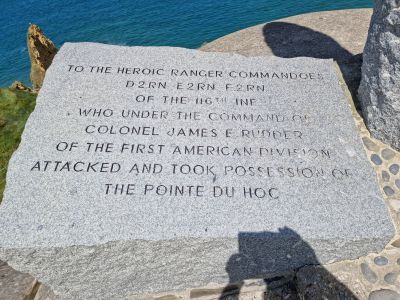 TO THE HEROIC RANGER COMMANDOES
D2RN E2RN F2RN
OF THE 116TH INF
WHO UNDER THE COMMAND OF
COLONEL JAMES E. RUDDER
OF THE FIRST AMERICAN DIVISION
ATTACKED AND TOOK POSSESSION OF
THE POINTE DU HOC